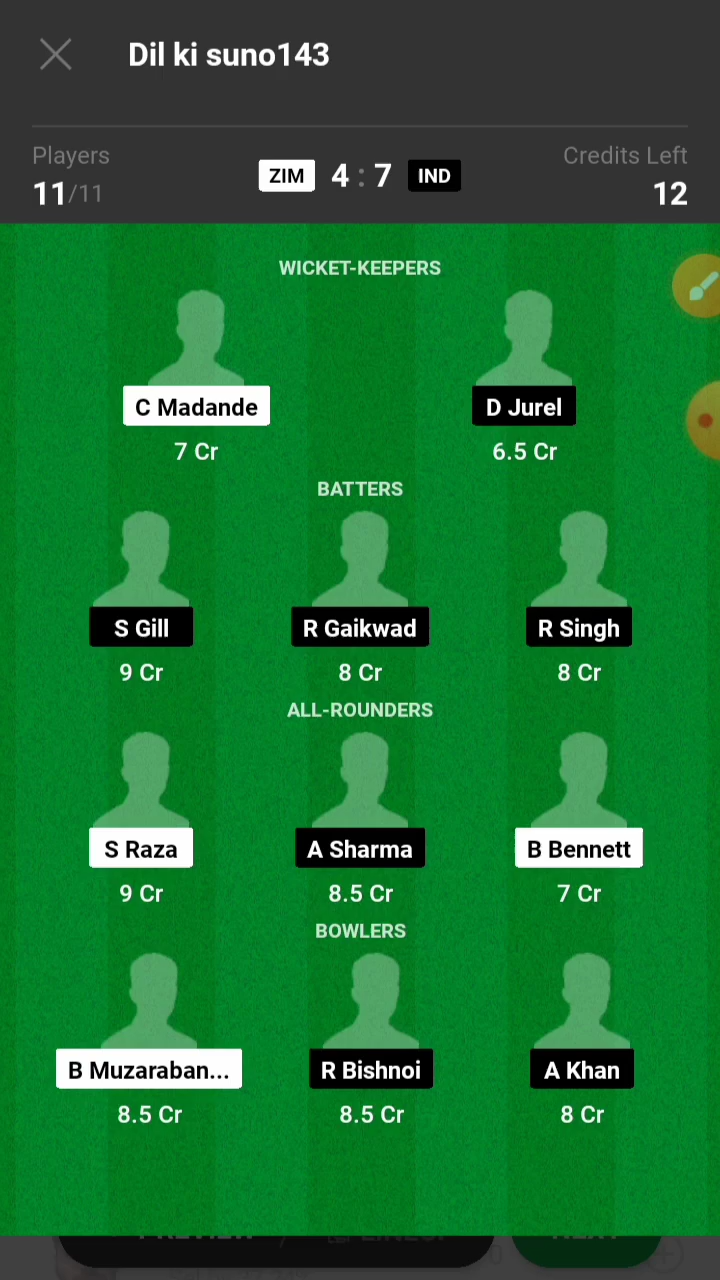 Dil ki suno143
Players
Credits Left
11/11
ZIM 4 : 7 IND
12
WICKET-KEEPERS
C Madande
D Jurel
7 Cr
6.5 Cr
BATTERS
S Gill
R Gaikwad
R Singh
9 Cr
8 Cr
8 Cr
ALL-ROUNDERS
S Raza
A Sharma
B Bennett
9 Cr
8.5 Cr
7 Cr
BOWLERS
B Muzaraban...
R Bishnoi
A Khan
8.5 Cr
8.5 Cr
8 Cr